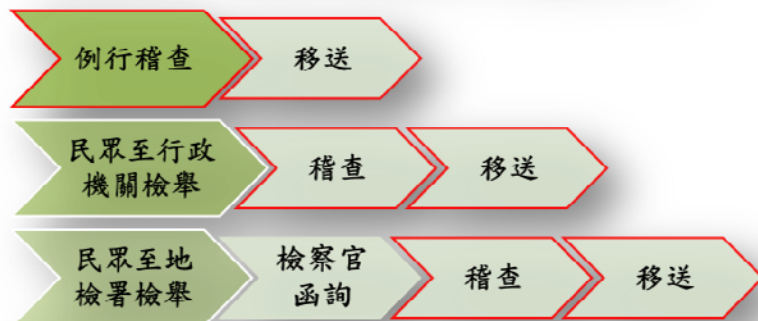 例行稽查
移送
民眾至行政
機關檢舉
稽查
移送
民眾至地
檢署檢舉
檢察官
函詢
稽查
移送